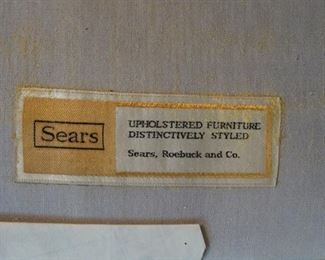 Sears
UPHOLSTERED FURNITURE
DISTINCTIVELY STYLED
Sears, Roebuck and Co.